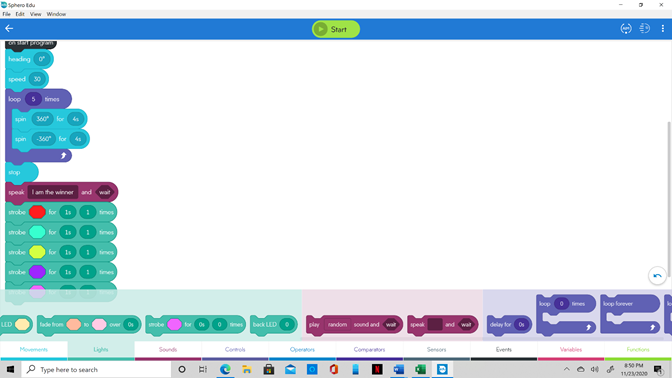 Sphero Edu
File Edit View Window
Start
on start program
heading 0°
speed 30
loop 5 times
spin 360° for 4s
spin -360° for 4s
stop
speak I am the winner and wait
strobe for 1s 1 times
strobe for 1s 1 times
strobe for 1s 1 times
strobe for 1s 1 times
loop 0 times loop forever
LED fade from to over 0s strobe for 0s 0 times back LED 0 play random sound and wait speak and wait delay for 0s
Movements Lights Sounds Controls Operators Comparators Sensors Events Variables Functions
Type here to search
8:50 PM
11/23/2020